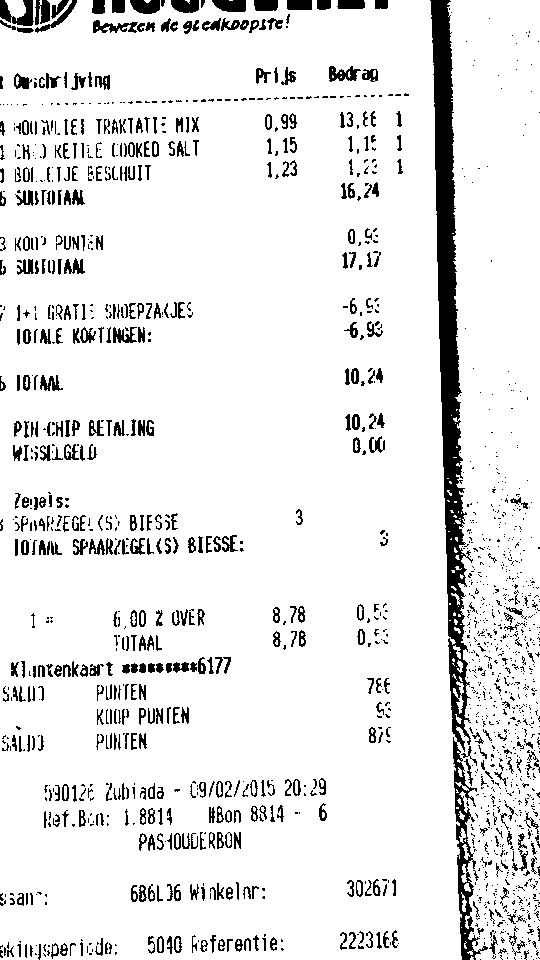 HOOGVLIET
Bewezen de goedkoopste!
Omschrijving Prijs Bedrag
4 HOOGVLIET TRAKTATIE MIX 0,99 13,86 1
1 CHIO KETTLE COOKED SALT 1,15 1,15 1
1 BOLLETJE BESCHUIT 1,23 1,23 1
6 SUBTOTAAL 16,24
3 KOOP PUNTEN 0,93
6 SUBTOTAAL 17,17
7 1+1 GRATIS SNOEPZAKJES -6,93
TOTALE KORTINGEN: -6,93
6 TOTAAL 10,24
PIN-CHIP BETALING 10,24
WISSELGELD 0,00
Zegels:
SPAARZEGEL(S) BIESSE 3
TOTAAL SPAARZEGEL(S) BIESSE: 3
1 = 6,00 % OVER 8,78 0,53
TOTAAL 8,78 0,53
Klantenkaart *********6177
SALDO PUNTEN 786
KOOP PUNTEN 93
SALDO PUNTEN 879
590126 Zubiada - 09/02/2015 20:29
Ref.Bon: 1.8814 #Bon 8814 - 6
PASHOUDERBON
Winkelnr: 302671
ekingsperiode: 5040 Referentie: 2223168